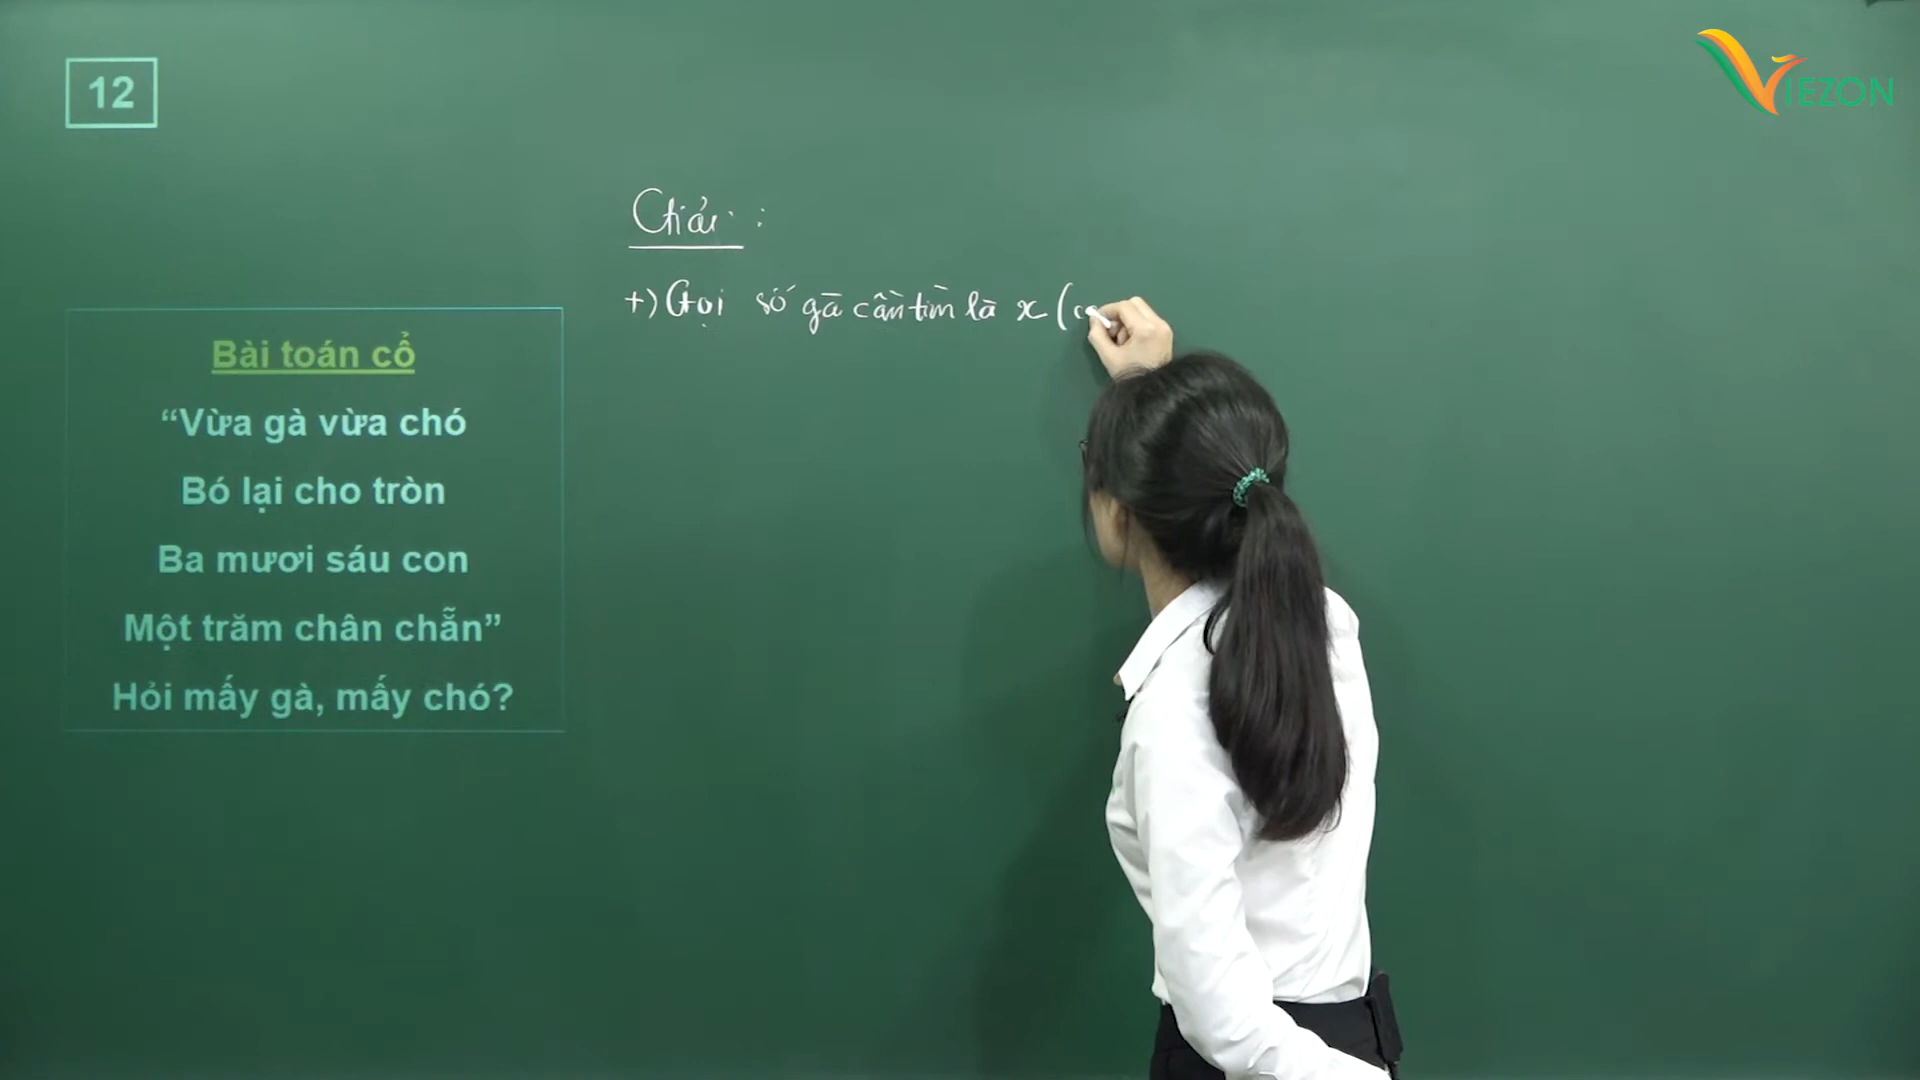 12
VIEZON
Giải:
+) Gọi số gà cần tìm là x (co
Bài toán cổ
“Vừa gà vừa chó
Bó lại cho tròn
Ba mươi sáu con
Một trăm chân chẵn”
Hỏi mấy gà, mấy chó?